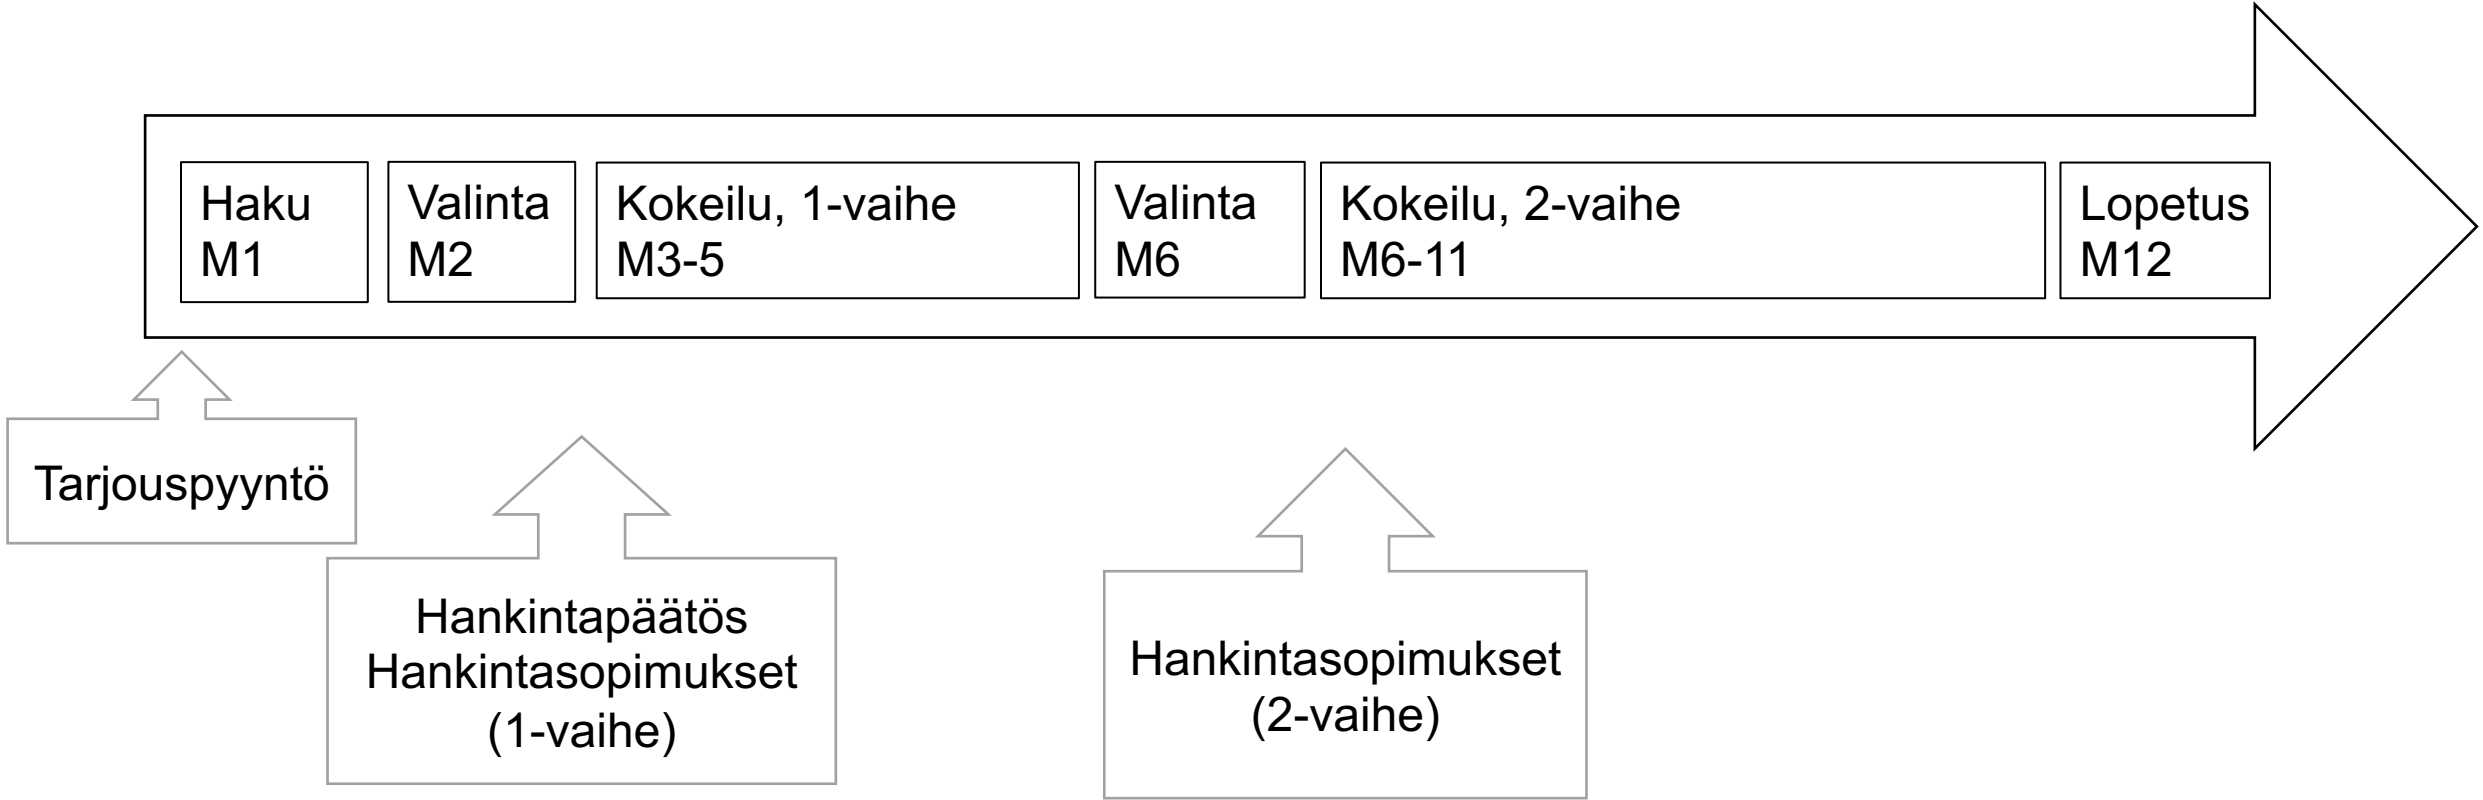 Haku
M1
Valinta
M2
Kokeilu, 1-vaihe
M3-5
Valinta
M6
Kokeilu, 2-vaihe
M6-11
Lopetus
M12
Tarjouspyyntö
Hankintapäätös
Hankintasopimukset
(1-vaihe)
Hankintasopimukset
(2-vaihe)